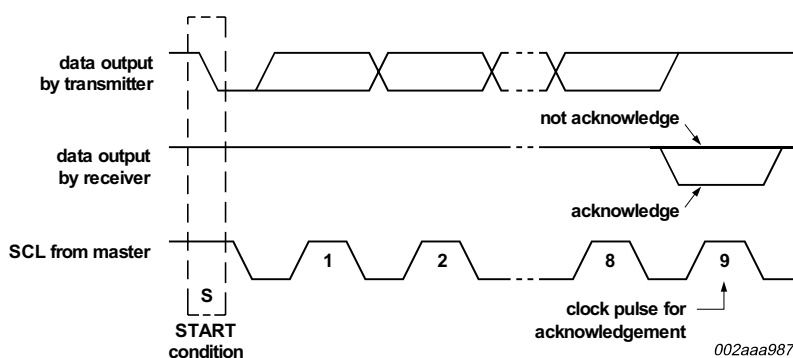 data output
by transmitter
not acknowledge
data output
by receiver
acknowledge
SCL from master
1
2
8
9
S
START
condition
clock pulse for
acknowledgement
002aaa987